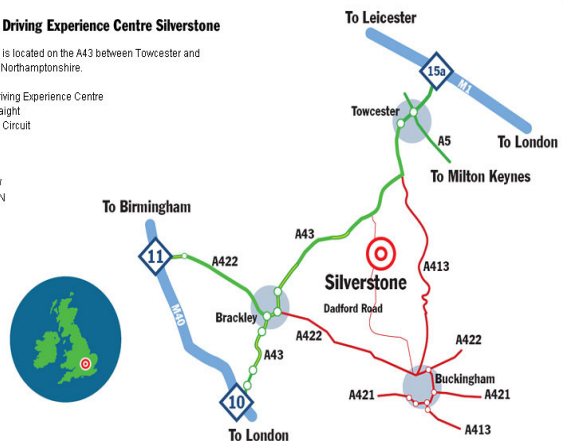 Driving Experience Centre Silverstone
is located on the A43 between Towcester and
Northamptonshire.
Experience Centre
Circuit
To Leicester
15a
M1
Towcester
A5
To London
To Milton Keynes
To Birmingham
11
A422
A43
A413
Silverstone
Dadford Road
M40
Brackley
A422
A43
A422
Buckingham
A421
A421
10
A413
To London